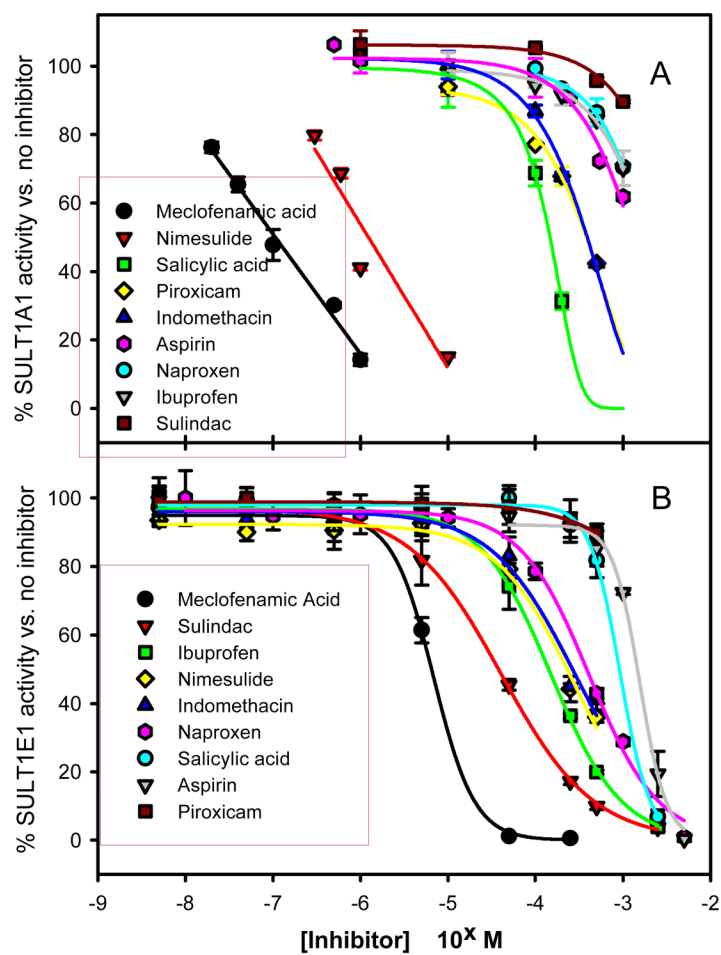 A
% SULT1A1 activity vs. no inhibitor
100
80
60
40
20
0
Meclofenamic acid
Nimesulide
Salicylic acid
Piroxicam
Indomethacin
Aspirin
Naproxen
Ibuprofen
Sulindac
B
% SULT1E1 activity vs. no inhibitor
100
80
60
40
20
0
Meclofenamic Acid
Sulindac
Ibuprofen
Nimesulide
Indomethacin
Naproxen
Salicylic acid
Aspirin
Piroxicam
-9 -8 -7 -6 -5 -4 -3 -2
[Inhibitor] 10^x M